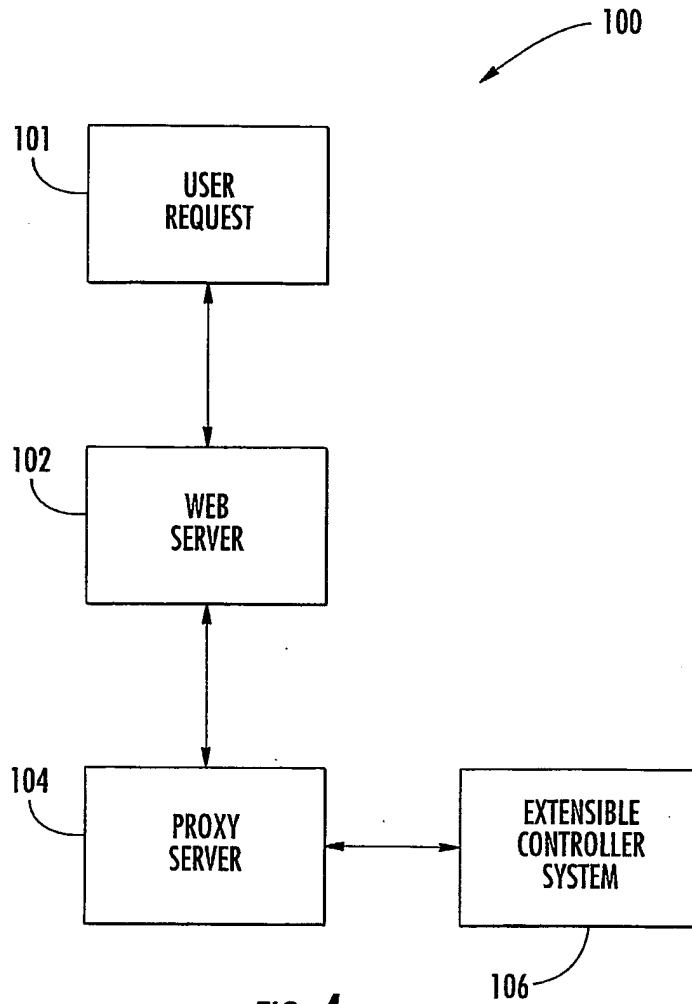 100
101
USER
REQUEST
102
WEB
SERVER
104
PROXY
SERVER
EXTENSIBLE
CONTROLLER
SYSTEM
106